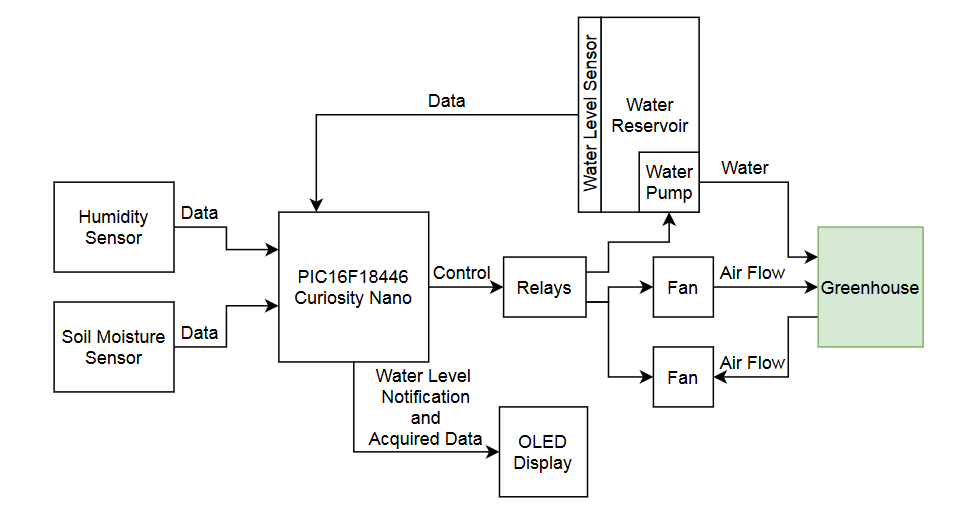 Water Level Sensor
Water
Reservoir
Data
Water
Pump
Water
Humidity
Sensor
Data
PIC16F18446
Curiosity Nano
Control
Relays
Fan
Air Flow
Greenhouse
Soil Moisture
Sensor
Data
Fan
Air Flow
Water Level
Notification
and
Acquired Data
OLED
Display